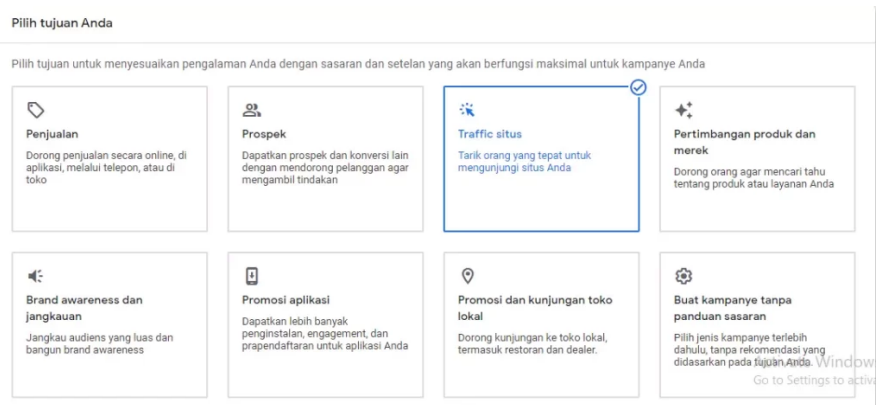 Pilih tujuan Anda
Pilih tujuan untuk menyesuaikan pengalaman Anda dengan sasaran dan setelan yang akan berfungsi maksimal untuk kampanye Anda
Penjualan
Dorong penjualan secara online, di
aplikasi, melalui telepon, atau di
toko
Prospek
Dapatkan prospek dan konversi lain
dengan mendorong pelanggan agar
mengambil tindakan
Traffic situs
Tarik orang yang tepat untuk
mengunjungi situs Anda
Pertimbangan produk dan
merek
Dorong orang agar mencari tahu
tentang produk atau layanan Anda
Brand awareness dan
jangkauan
Jangkau audiens yang luas dan
bangun brand awareness
Promosi aplikasi
Dapatkan lebih banyak
penginstalan, engagement, dan
prapendaftaran untuk aplikasi Anda
Promosi dan kunjungan toko
lokal
Dorong kunjungan ke toko lokal,
termasuk restoran dan dealer.
Buat kampanye tanpa
panduan sasaran
Pilih jenis kampanye terlebih
dahulu, tanpa rekomendasi yang
didasarkan pada tujuan Anda.
Window
Go to Settings to activa